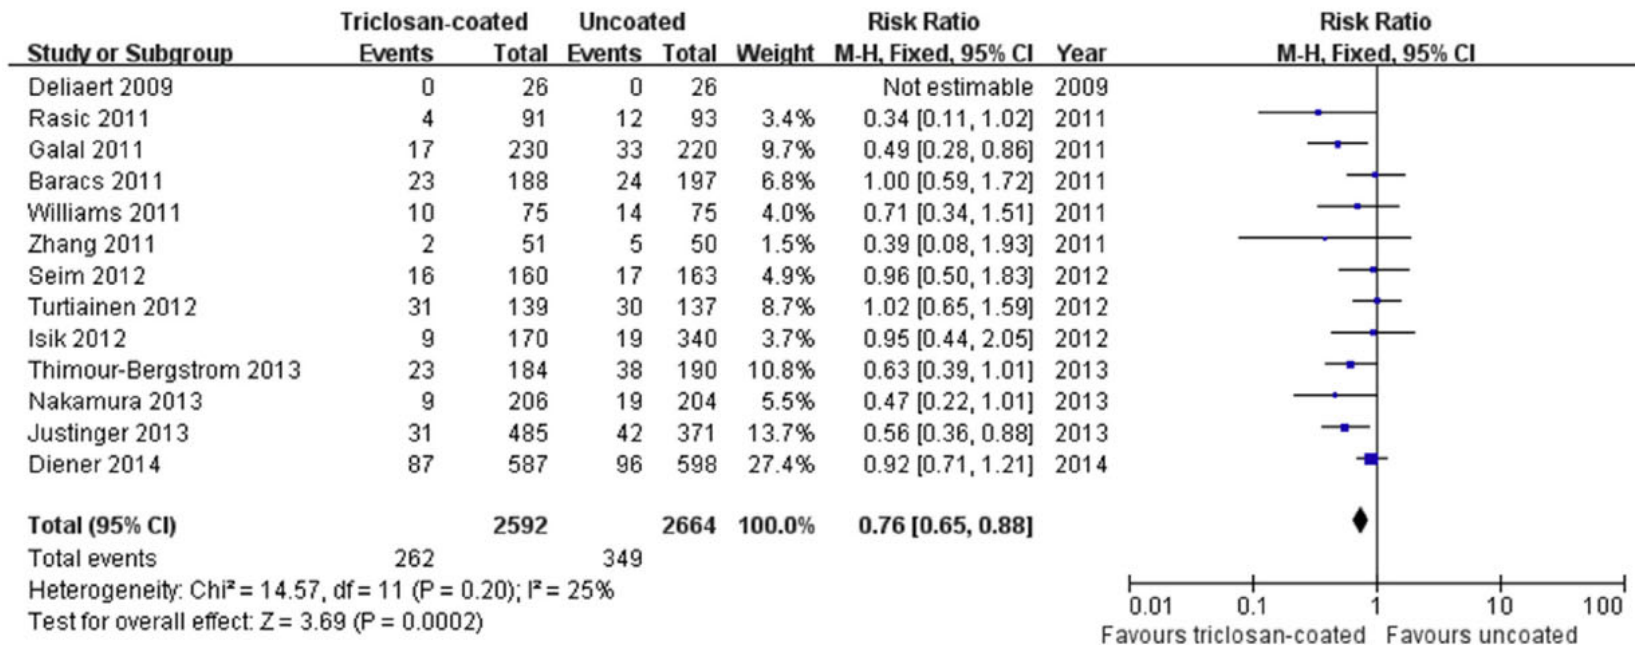 Triclosan-coated Uncoated Risk Ratio Risk Ratio
Study or Subgroup Events Total Events Total Weight M-H, Fixed, 95% CI Year M-H, Fixed, 95% CI
Deliaert 2009 0 26 0 26 Not estimable 2009
Rasic 2011 4 91 12 93 3.4% 0.34 [0.11, 1.02] 2011
Galal 2011 17 230 33 220 9.7% 0.49 [0.28, 0.86] 2011
Baracs 2011 23 188 24 197 6.8% 1.00 [0.59, 1.72] 2011
Williams 2011 10 75 14 75 4.0% 0.71 [0.34, 1.51] 2011
Zhang 2011 2 51 5 50 1.5% 0.39 [0.08, 1.93] 2011
Seim 2012 16 160 17 163 4.9% 0.96 [0.50, 1.83] 2012
Turtiainen 2012 31 139 30 137 8.7% 1.02 [0.65, 1.59] 2012
Isik 2012 9 170 19 340 3.7% 0.95 [0.44, 2.05] 2012
Thimour-Bergstrom 2013 23 184 38 190 10.8% 0.63 [0.39, 1.01] 2013
Nakamura 2013 9 206 19 204 5.5% 0.47 [0.22, 1.01] 2013
Justinger 2013 31 485 42 371 13.7% 0.56 [0.36, 0.88] 2013
Diener 2014 87 587 96 598 27.4% 0.92 [0.71, 1.21] 2014
Total (95% CI) 2592 2664 100.0% 0.76 [0.65, 0.88]
Total events 262 349
Heterogeneity: Chi² = 14.57, df = 11 (P = 0.20); I² = 25%
Test for overall effect: Z = 3.69 (P = 0.0002)
0.01 0.1 1 10 100
Favours triclosan-coated Favours uncoated